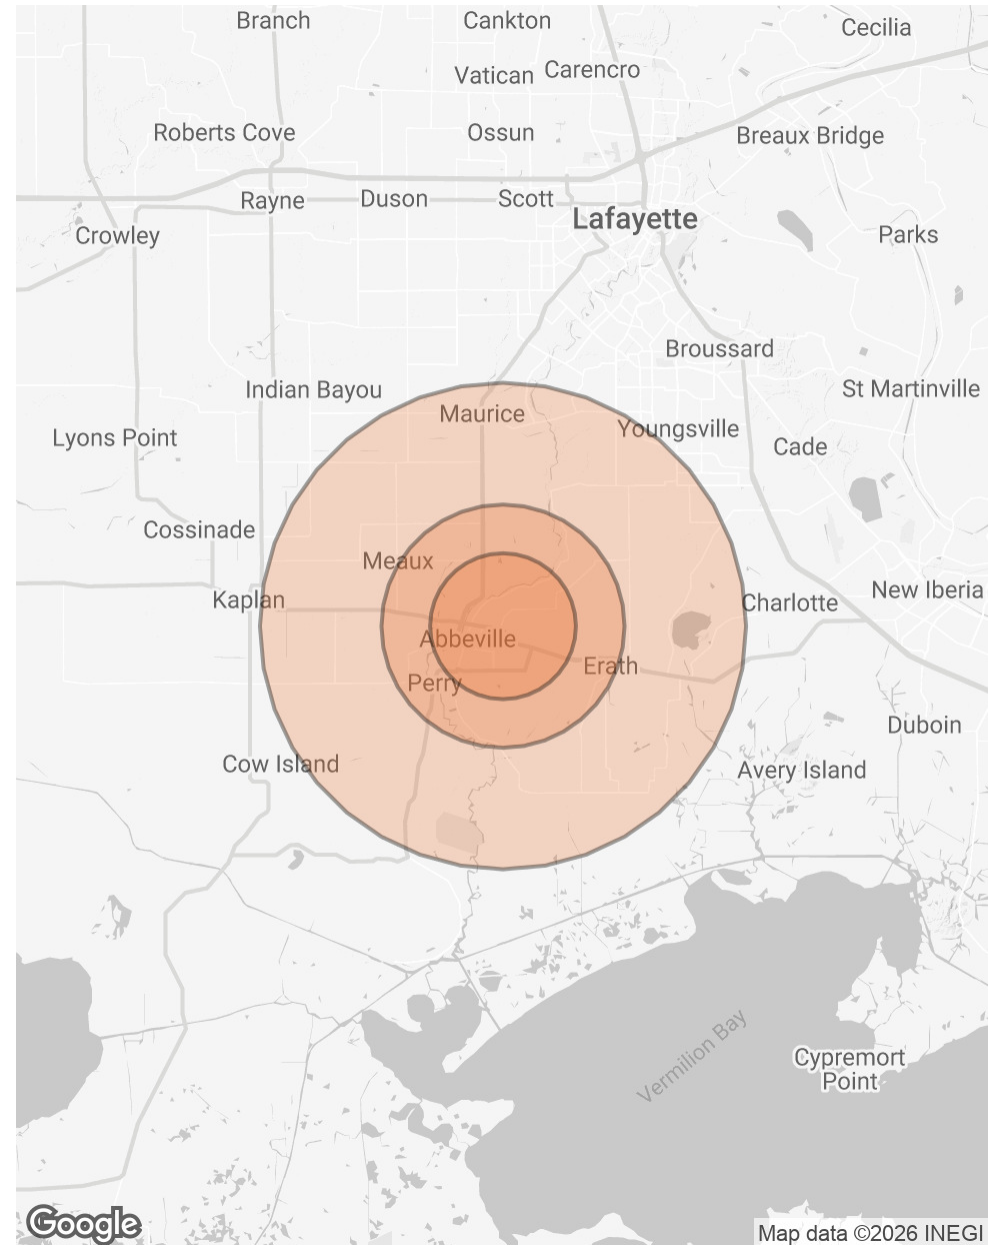 Branch
Cankton
Cecilia
Vatican
Carencro
Roberts Cove
Ossun
Breaux Bridge
Rayne
Duson
Scott
Lafayette
Crowley
Parks
Broussard
Indian Bayou
St Martinville
Maurice
Youngsville
Lyons Point
Cade
Cossinade
Meaux
New Iberia
Kaplan
Charlotte
Abbeville
Erath
Perry
Duboin
Cow Island
Avery Island
Vermilion Bay
Cypremort
Point
Google
Map data ©2026 INEGI